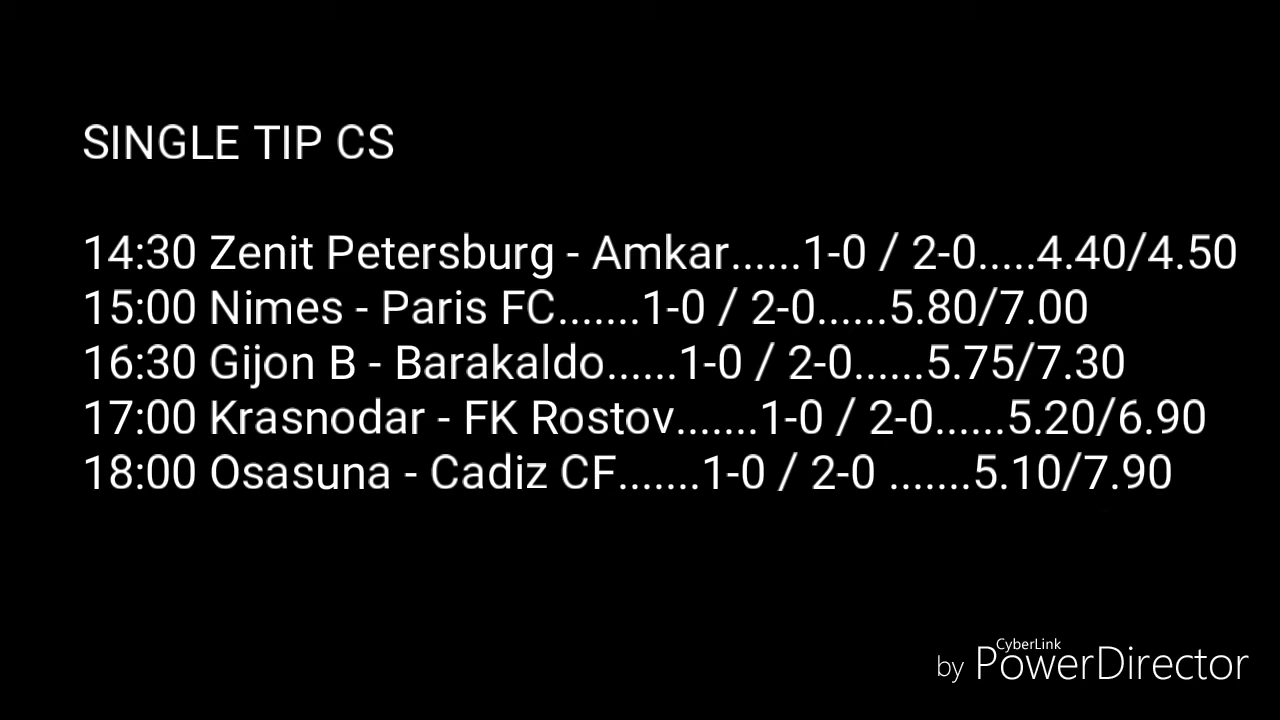 SINGLE TIP CS
14:30 Zenit Petersburg - Amkar......1-0 / 2-0.....4.40/4.50
15:00 Nimes - Paris FC.......1-0 / 2-0......5.80/7.00
16:30 Gijon B - Barakaldo......1-0 / 2-0......5.75/7.30
17:00 Krasnodar - FK Rostov.......1-0 / 2-0......5.20/6.90
18:00 Osasuna - Cadiz CF.......1-0 / 2-0 .......5.10/7.90
CyberLink
by PowerDirector